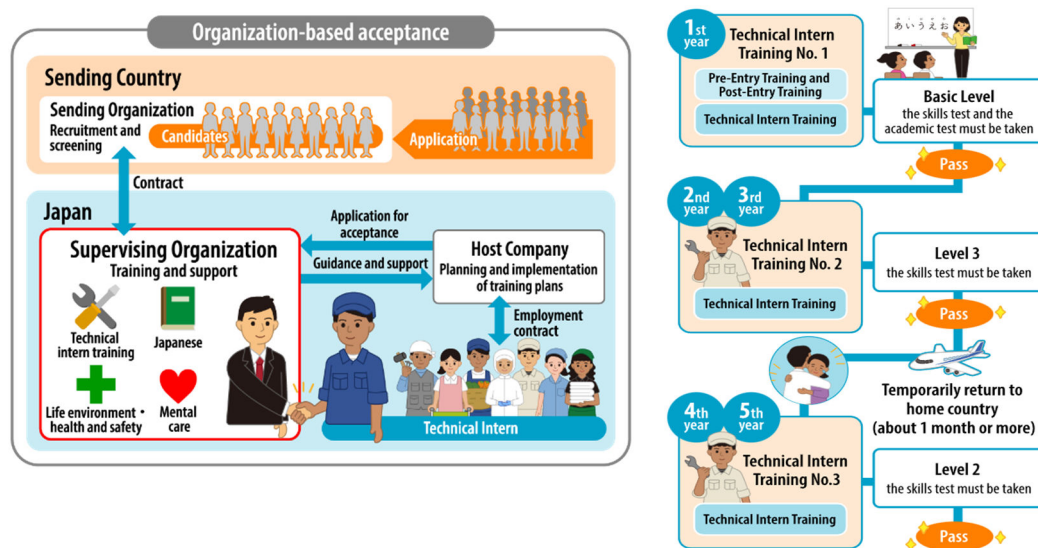 Organization-based acceptance
Sending Country
Sending Organization
Recruitment and
screening
Candidates
Application
Contract
Japan
Supervising Organization
Training and support
Technical
intern training
Japanese
Life environment・
health and safety
Mental
care
Application for
acceptance
Guidance and support
Host Company
Planning and implementation
of training plans
Employment
contract
Technical Intern
1st
year
Technical Intern
Training No. 1
Pre-Entry Training and
Post-Entry Training
Technical Intern Training
あいうえお
Basic Level
the skills test and the
academic test must be taken
Pass
2nd
year
3rd
year
Technical Intern
Training No. 2
Technical Intern Training
Level 3
the skills test must be taken
Pass
Temporarily return to
home country
(about 1 month or more)
4th
year
5th
year
Technical Intern
Training No.3
Technical Intern Training
Level 2
the skills test must be taken
Pass